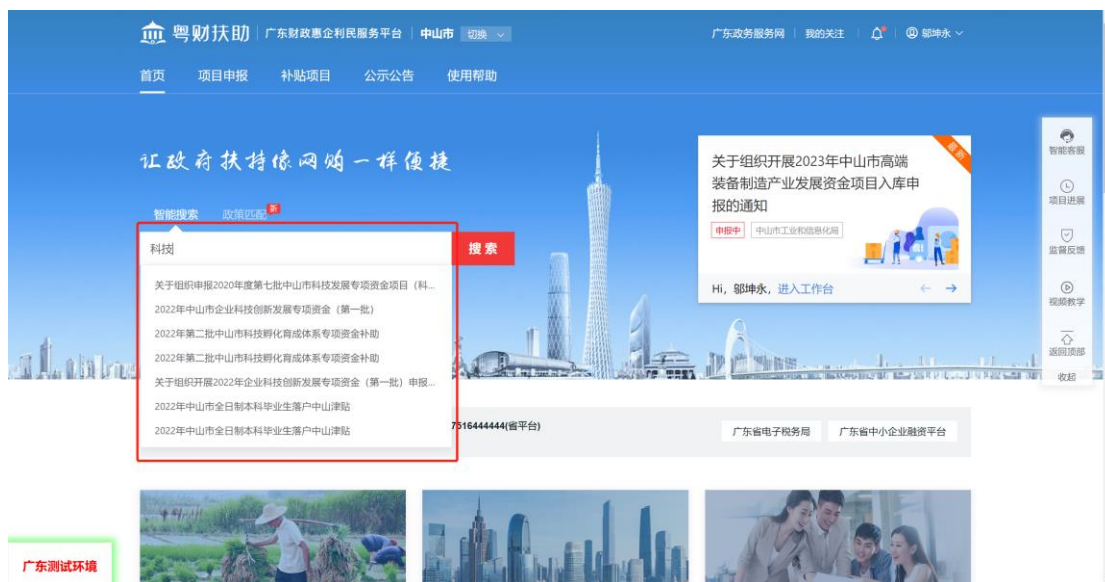 粤财扶助 广东财政惠企利民服务平台 中山市 切换
广东政务服务网 我的关注 邬坤永
首页 项目申报 补贴项目 公示公告 使用帮助
让政府扶持像网购一样便捷
智能搜索 政策匹配 新
科技
搜索
关于组织申报2020年度第七批中山市科技发展专项资金项目（科...
2022年中山市企业科技创新发展专项资金（第一批）
2022年第二批中山市科技孵化育成体系专项资金补助
2022年第二批中山市科技孵化育成体系专项资金补助
关于组织开展2022年企业科技创新发展专项资金（第一批）申报...
2022年中山市全日制本科毕业生落户中山津贴
2022年中山市全日制本科毕业生落户中山津贴
最新
关于组织开展2023年中山市高端
装备制造产业发展资金项目入库申
报的通知
申报中 中山市工业和信息化局
Hi，邬坤永，进入工作台
智能客服
项目进展
监督反馈
视频教学
返回顶部
收起
7516444444(省平台)
广东省电子税务局 广东省中小企业融资平台
广东测试环境